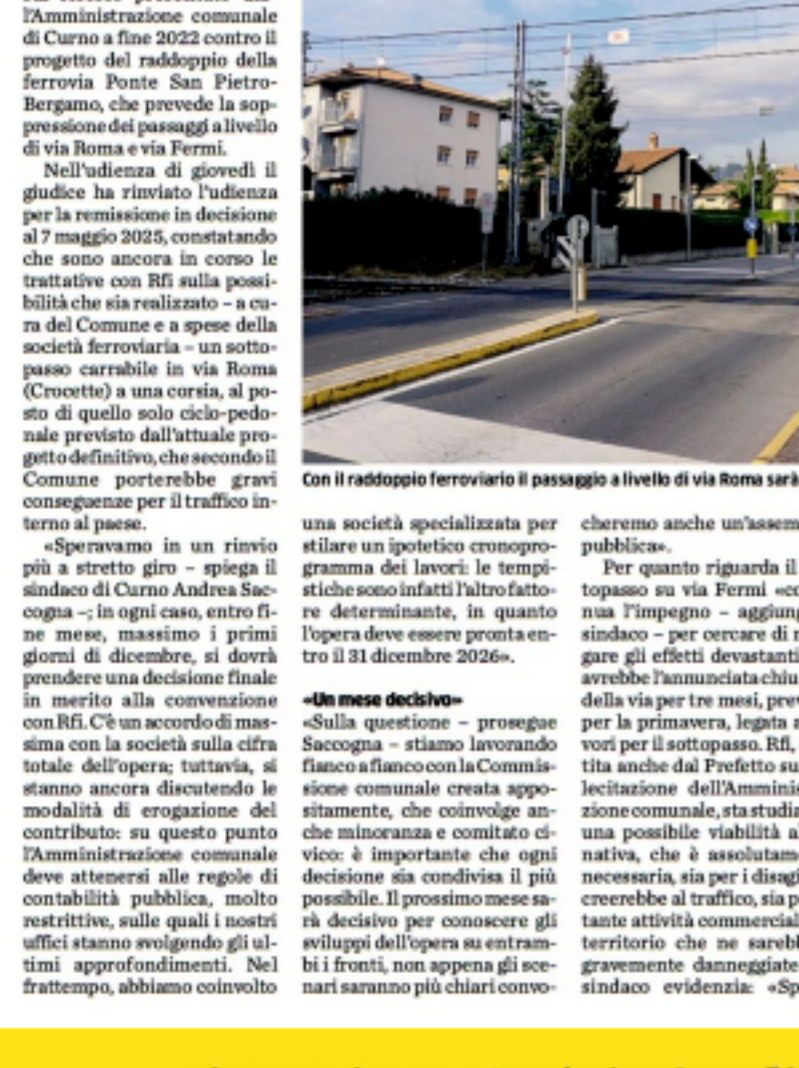 l'Amministrazione comunale
di Curno a fine 2022 contro il
progetto del raddoppio della
ferrovia Ponte San Pietro-
Bergamo, che prevede la sop-
pressione dei passaggi a livello
di via Roma e via Fermi.
Nell'udienza di giovedì il
giudice ha rinviato l'udienza
per la remissione in decisione
al 7 maggio 2025, constatando
che sono ancora in corso le
trattative con Rfi sulla possi-
bilità che sia realizzato – a cu-
ra del Comune e a spese della
società ferroviaria – un sotto-
passo carrabile in via Roma
(Crocette) a una corsia, al po-
sto di quello solo ciclo-pedo-
nale previsto dall'attuale pro-
getto definitivo, che secondo il
Comune porterebbe gravi
conseguenze per il traffico in-
terno al paese.
«Speravamo in un rinvio
più a stretto giro – spiega il
sindaco di Curno Andrea Sac-
cogna –; in ogni caso, entro fi-
ne mese, massimo i primi
giorni di dicembre, si dovrà
prendere una decisione finale
in merito alla convenzione
con Rfi. C'è un accordo di mas-
sima con la società sulla cifra
totale dell'opera; tuttavia, si
stanno ancora discutendo le
modalità di erogazione del
contributo: su questo punto
l'Amministrazione comunale
deve attenersi alle regole di
contabilità pubblica, molto
restrittive, sulle quali i nostri
uffici stanno svolgendo gli ul-
timi approfondimenti. Nel
frattempo, abbiamo coinvolto
Con il raddoppio ferroviario il passaggio a livello di via Roma sarà
una società specializzata per
stilare un ipotetico cronopro-
gramma dei lavori: le tempi-
stiche sono infatti l'altro fatto-
re determinante, in quanto
l'opera deve essere pronta en-
tro il 31 dicembre 2026».
«Un mese decisivo»
«Sulla questione – prosegue
Saccogna – stiamo lavorando
fianco a fianco con la Commis-
sione comunale creata appo-
sitamente, che coinvolge an-
che minoranza e comitato ci-
vico: è importante che ogni
decisione sia condivisa il più
possibile. Il prossimo mese sa-
rà decisivo per conoscere gli
sviluppi dell'opera su entram-
bi i fronti, non appena gli sce-
nari saranno più chiari convo-
cheremo anche un'assem
pubblica».
Per quanto riguarda il
topasso su via Fermi «co
nua l'impegno – aggiung
sindaco – per cercare di m
gare gli effetti devastanti
avrebbe l'annunciata chiu
della via per tre mesi, prev
per la primavera, legata a
vori per il sottopasso. Rfi,
tita anche dal Prefetto su
lecitazione dell'Amminis
zione comunale, sta studia
una possibile viabilità al
nativa, che è assolutam
necessaria, sia per i disagi
creerebbe al traffico, sia p
tante attività commercial
territorio che ne sarebb
gravemente danneggiate
sindaco evidenzia: «Sp